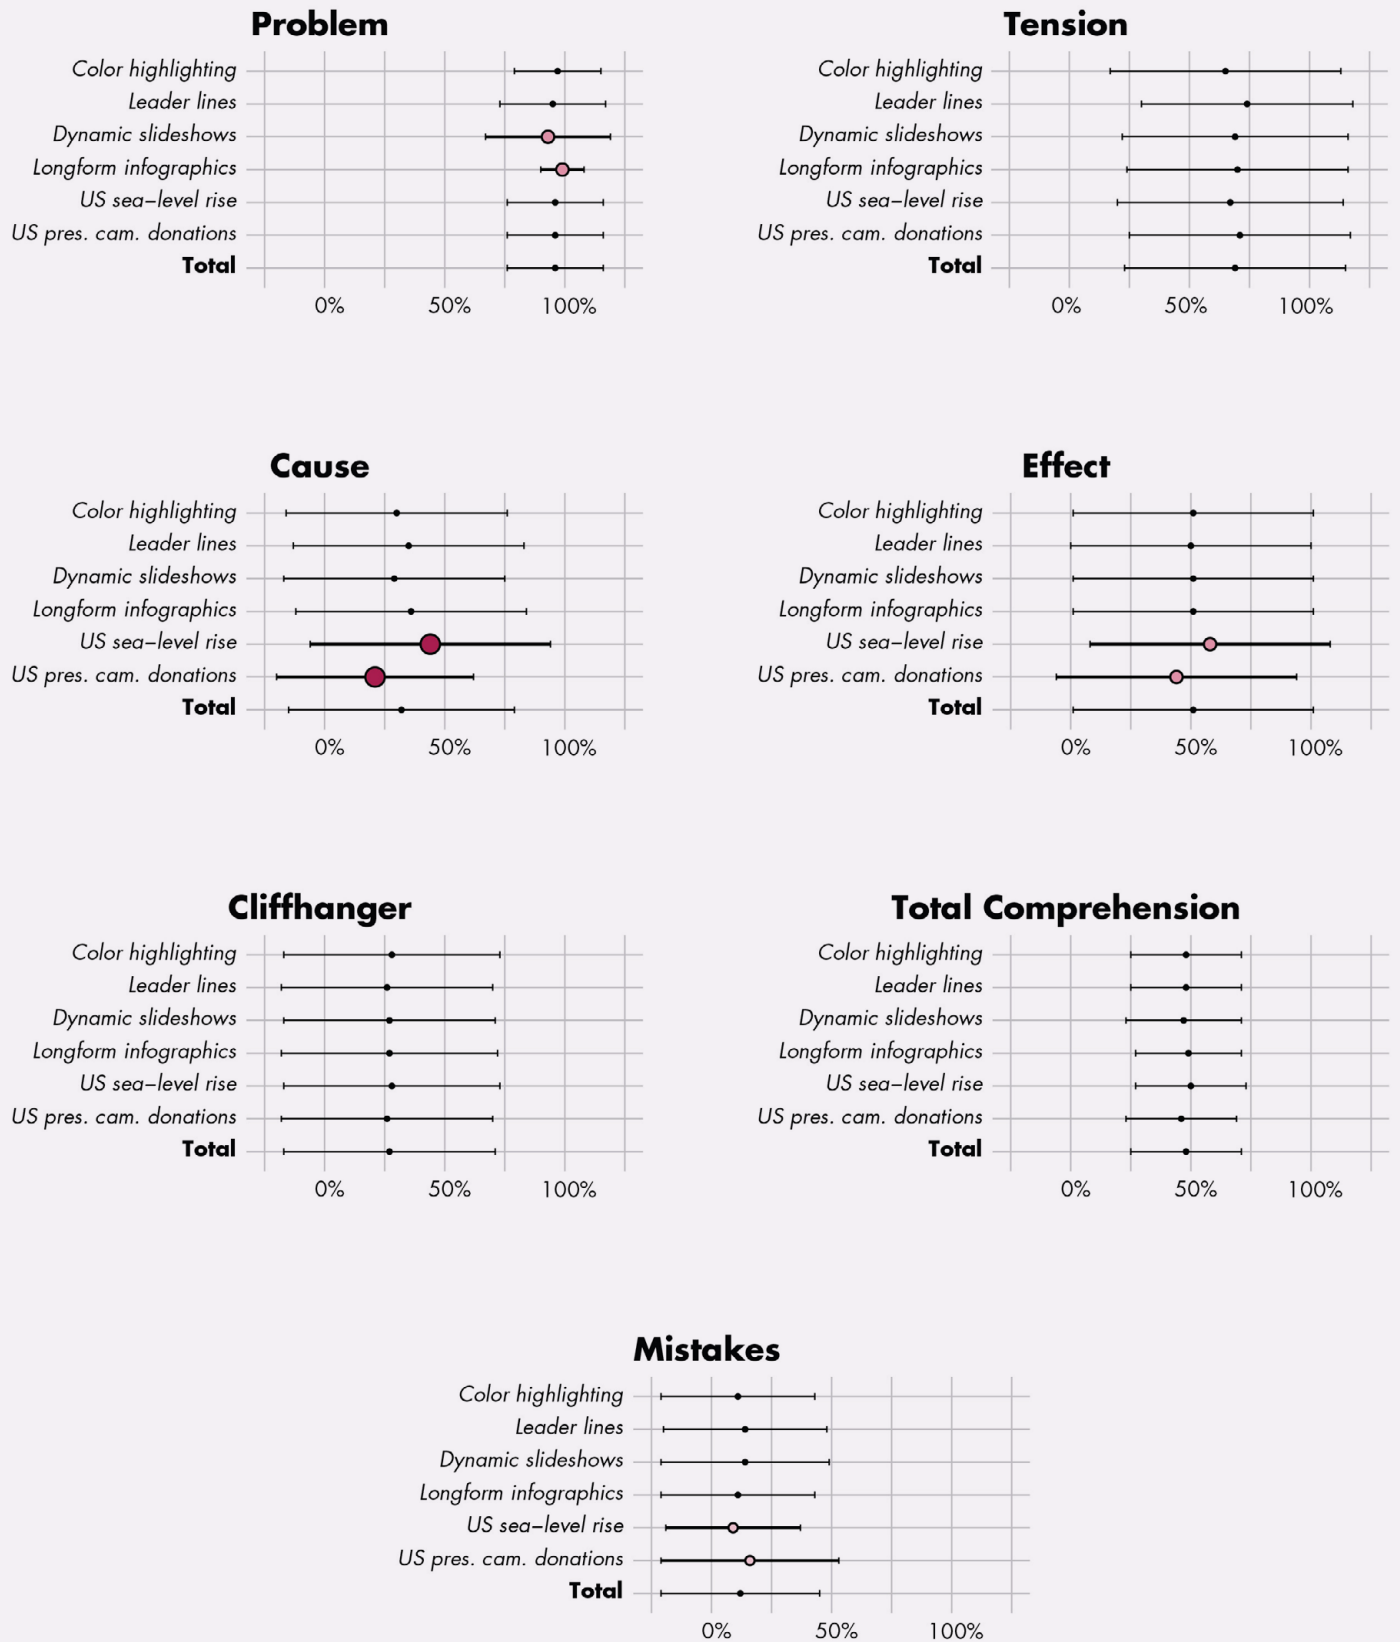 Problem
Color highlighting
Leader lines
Dynamic slideshows
Longform infographics
US sea–level rise
US pres. cam. donations
Total
0% 50% 100%
Tension
Color highlighting
Leader lines
Dynamic slideshows
Longform infographics
US sea–level rise
US pres. cam. donations
Total
0% 50% 100%
Cause
Color highlighting
Leader lines
Dynamic slideshows
Longform infographics
US sea–level rise
US pres. cam. donations
Total
0% 50% 100%
Effect
Color highlighting
Leader lines
Dynamic slideshows
Longform infographics
US sea–level rise
US pres. cam. donations
Total
0% 50% 100%
Cliffhanger
Color highlighting
Leader lines
Dynamic slideshows
Longform infographics
US sea–level rise
US pres. cam. donations
Total
0% 50% 100%
Total Comprehension
Color highlighting
Leader lines
Dynamic slideshows
Longform infographics
US sea–level rise
US pres. cam. donations
Total
0% 50% 100%
Mistakes
Color highlighting
Leader lines
Dynamic slideshows
Longform infographics
US sea–level rise
US pres. cam. donations
Total
0% 50% 100%